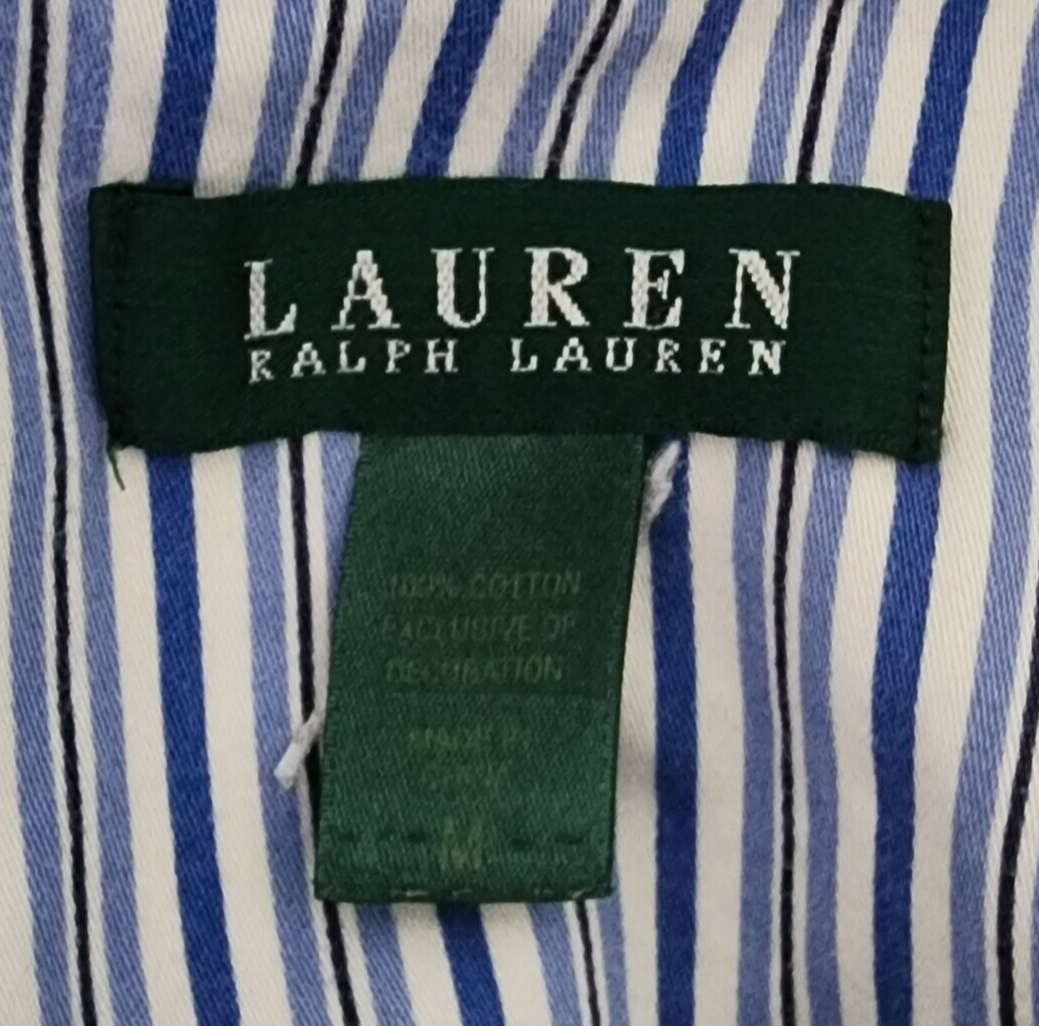 LAUREN
RALPH LAUREN
100% COTTON
EXCLUSIVE OF
DECORATION
MADE IN
M